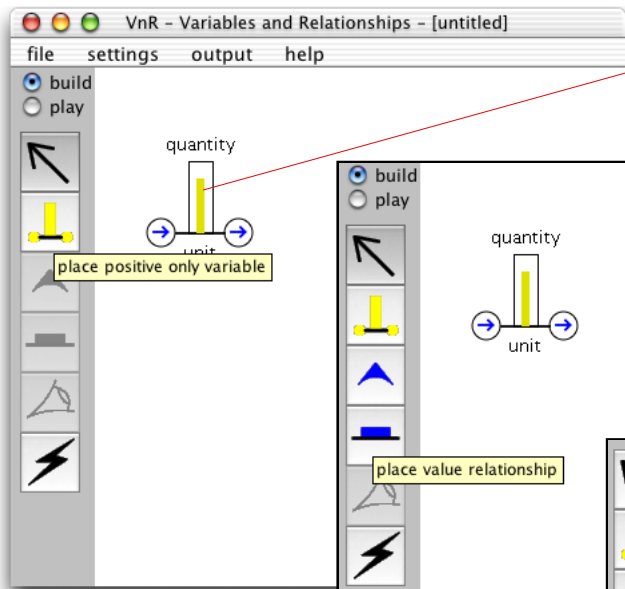 VnR – Variables and Relationships – [untitled]
file settings output help
build
play
quantity
unit
place positive only variable
build
play
quantity
unit
place value relationship